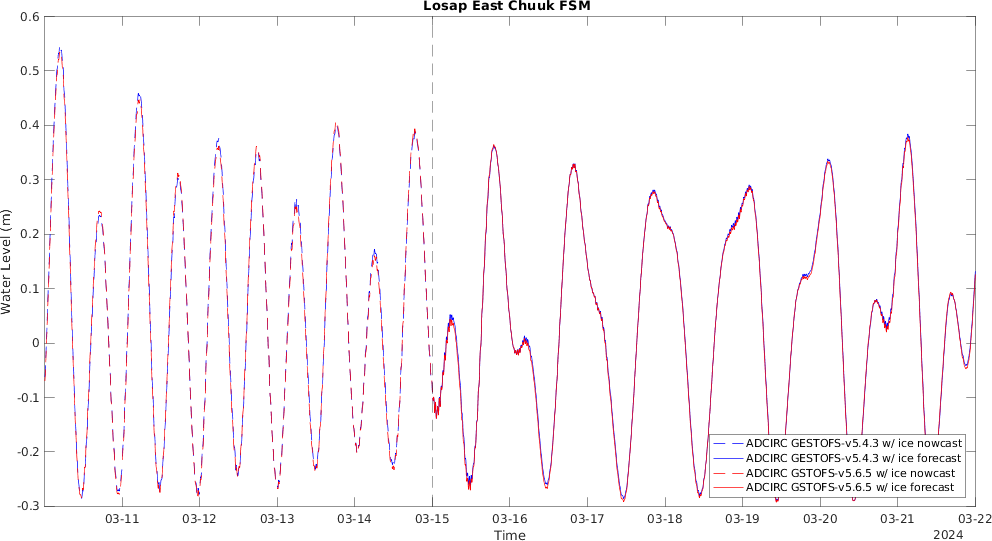 Losap East Chuuk FSM
Water Level (m)
0.6
0.5
0.4
0.3
0.2
0.1
0
-0.1
-0.2
-0.3
ADCIRC GESTOFS-v5.4.3 w/ ice nowcast
ADCIRC GESTOFS-v5.4.3 w/ ice forecast
ADCIRC GSTOFS-v5.6.5 w/ ice nowcast
ADCIRC GSTOFS-v5.6.5 w/ ice forecast
03-11 03-12 03-13 03-14 03-15 03-16 03-17 03-18 03-19 03-20 03-21 03-22
Time
2024